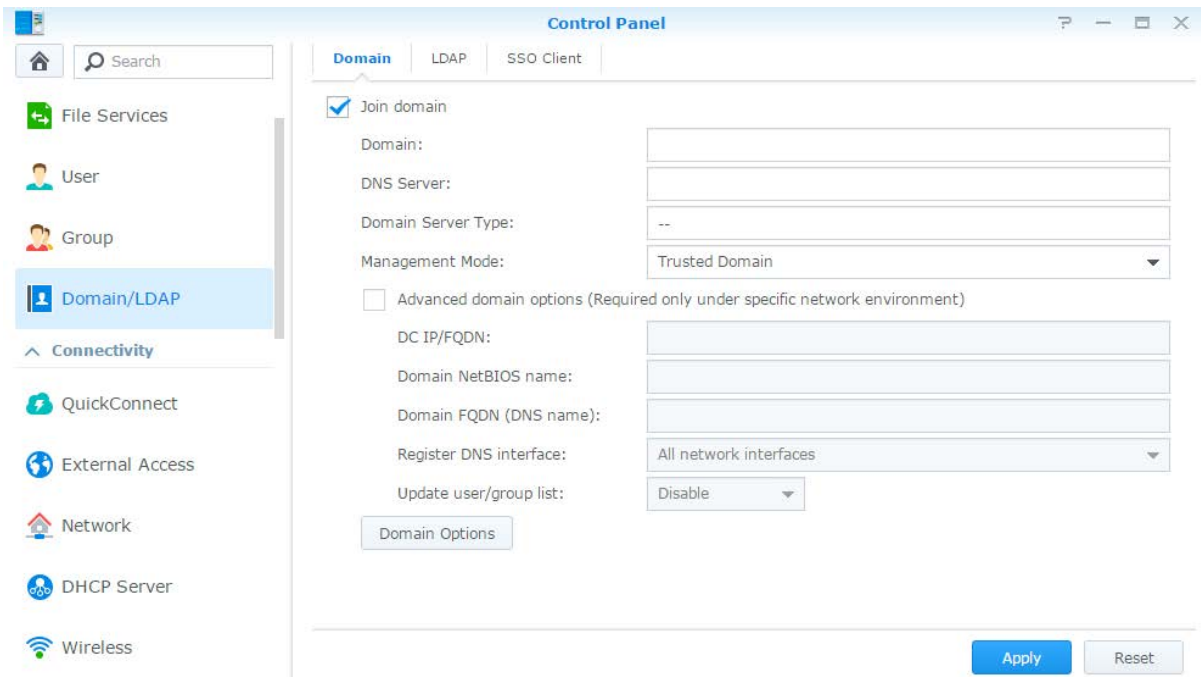 Control Panel
Search
File Services
User
Group
Domain/LDAP
Connectivity
QuickConnect
External Access
Network
DHCP Server
Wireless
Domain LDAP SSO Client
Join domain
Domain:
DNS Server:
Domain Server Type: --
Management Mode: Trusted Domain
Advanced domain options (Required only under specific network environment)
DC IP/FQDN:
Domain NetBIOS name:
Domain FQDN (DNS name):
Register DNS interface: All network interfaces
Update user/group list: Disable
Domain Options
Apply Reset